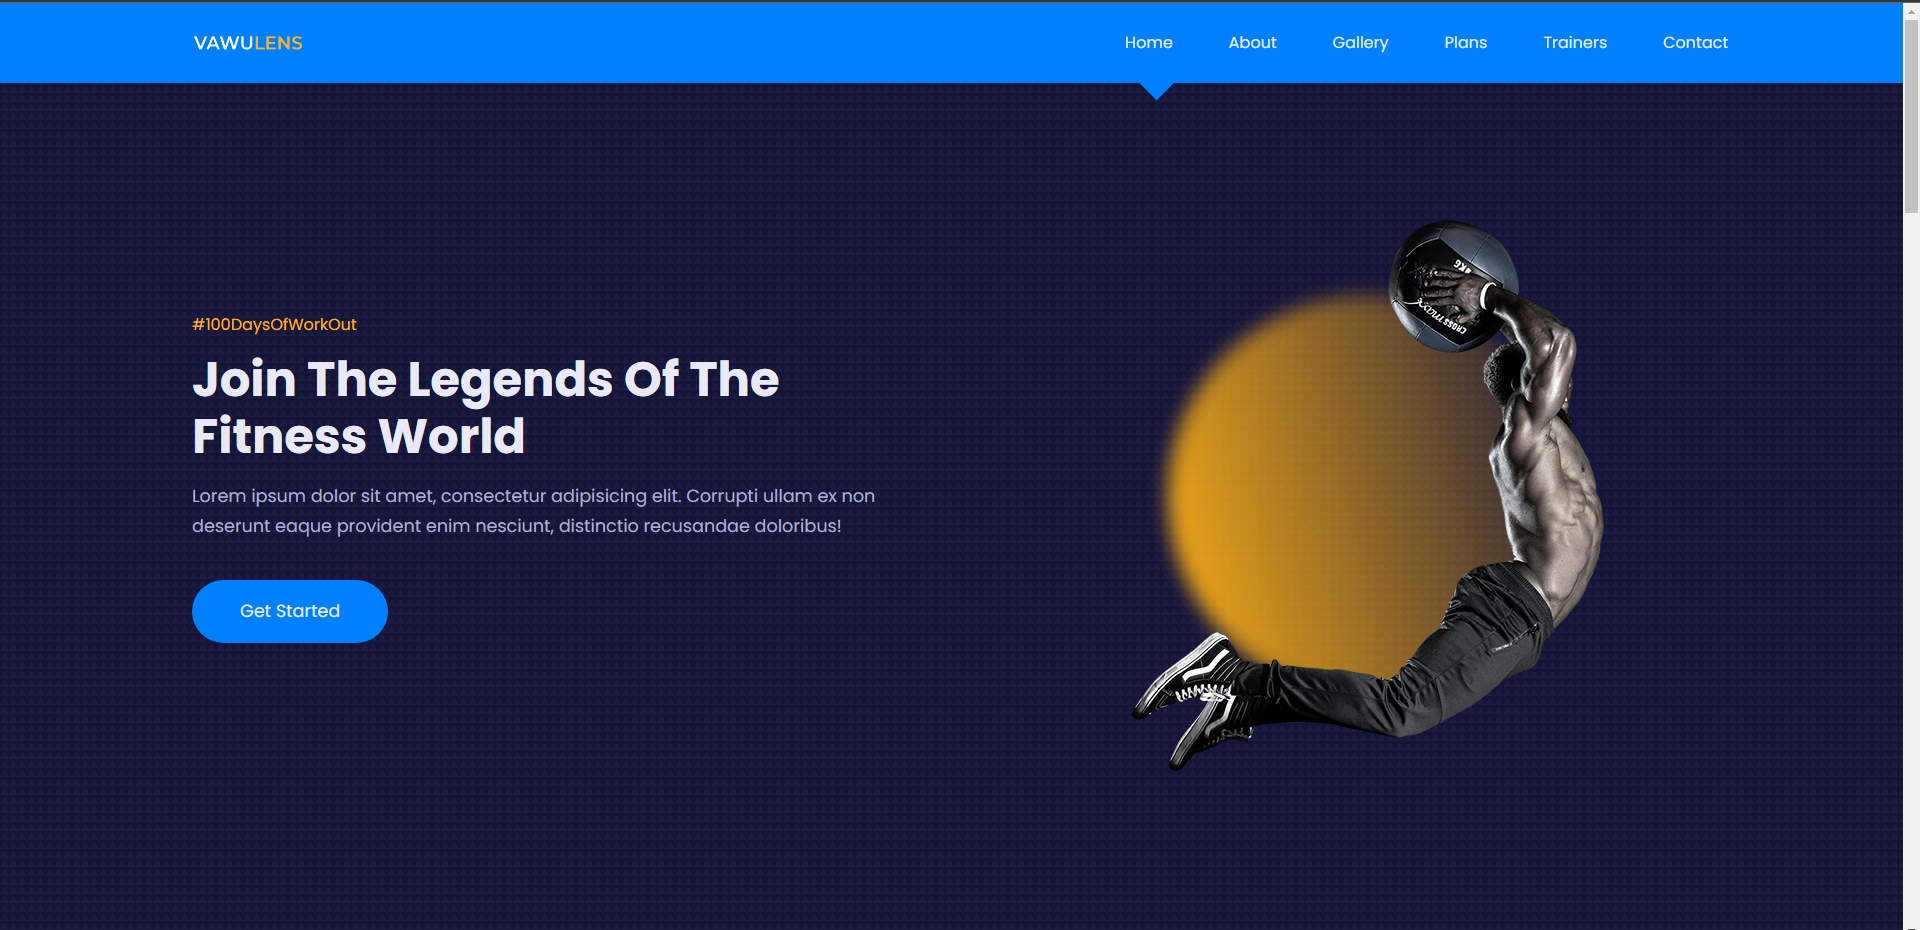 VAWULENS
Home About Gallery Plans Trainers Contact
#100DaysOfWorkOut
Join The Legends Of The
Fitness World
Lorem ipsum dolor sit amet, consectetur adipisicing elit. Corrupti ullam ex non
deserunt eaque provident enim nesciunt, distinctio recusandae doloribus!
Get Started
KG
CROSSmaxx